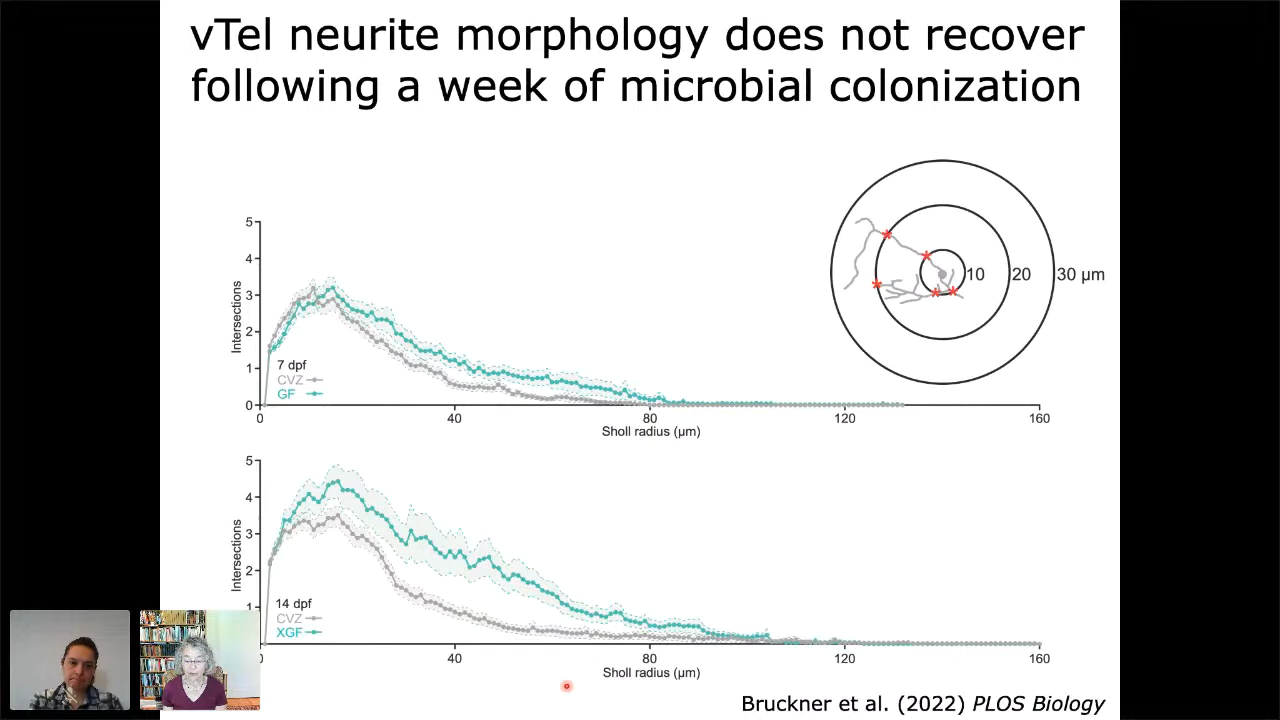 vTel neurite morphology does not recover
following a week of microbial colonization
10
20
30 µm
5
4
3
2
1
0
Intersections
7 dpf
CVZ
GF
0
40
80
120
160
Sholl radius (µm)
5
4
3
2
1
Intersections
14 dpf
CVZ
XGF
0
40
80
120
160
Sholl radius (µm)
Bruckner et al. (2022) PLOS Biology